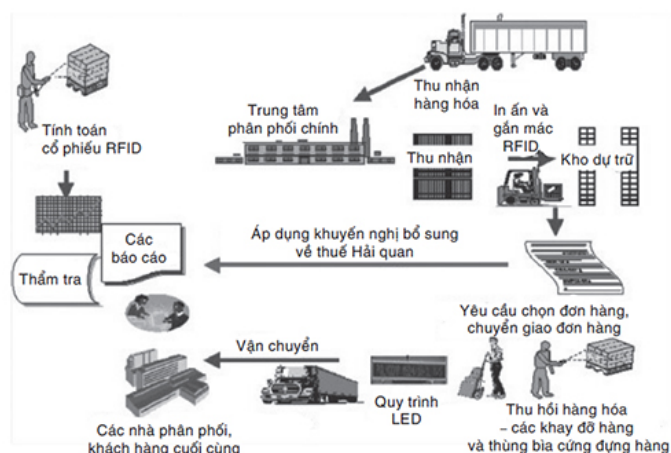 Thu nhận
hàng hóa
Tính toán
cổ phiếu RFID
Trung tâm
phân phối chính
Thu nhận
In ấn và
gắn mác
RFID
Kho dự trữ
Các
báo cáo
Thẩm tra
Áp dụng khuyến nghị bổ sung
về thuế Hải quan
Yêu cầu chọn đơn hàng,
chuyển giao đơn hàng
Vận chuyển
Quy trình
LED
Các nhà phân phối,
khách hàng cuối cùng
Thu hồi hàng hóa
– các khay đỡ hàng
và thùng bìa cứng đựng hàng